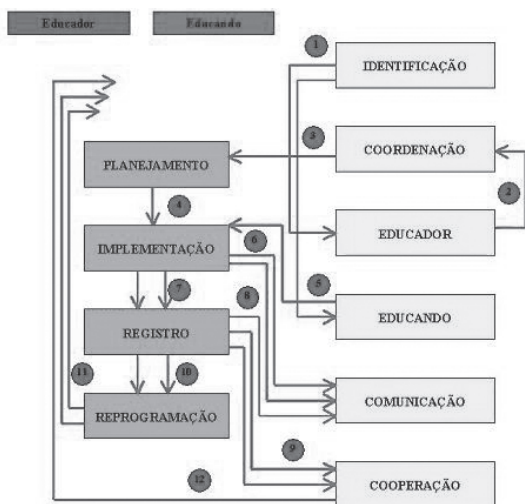 Educador
Educando
1
IDENTIFICAÇÃO
3
COORDENAÇÃO
PLANEJAMENTO
2
4
EDUCADOR
IMPLEMENTAÇÃO
6
5
7
8
EDUCANDO
REGISTRO
11
10
COMUNICAÇÃO
REPROGRAMAÇÃO
9
12
COOPERAÇÃO